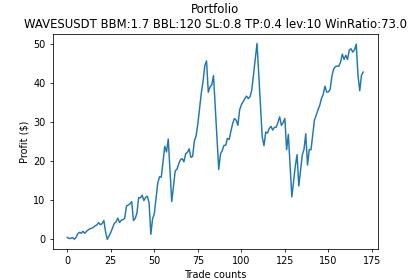 Portfolio
WAVESUSDT BBM:1.7 BBL:120 SL:0.8 TP:0.4 lev:10 WinRatio:73.0
50
40
30
20
10
0
Profit ($)
0 25 50 75 100 125 150 175
Trade counts